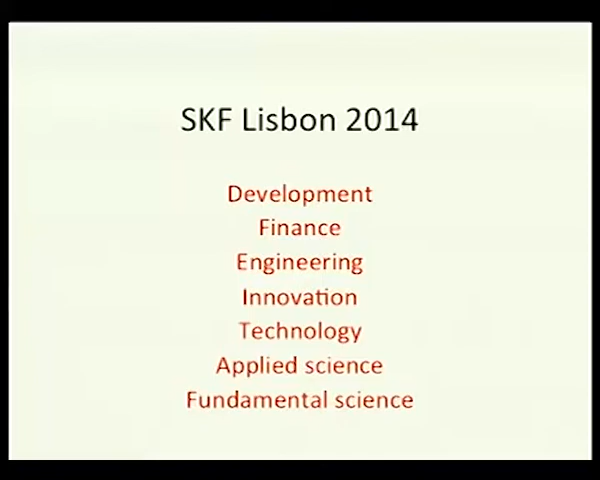 SKF Lisbon 2014
Development
Finance
Engineering
Innovation
Technology
Applied science
Fundamental science